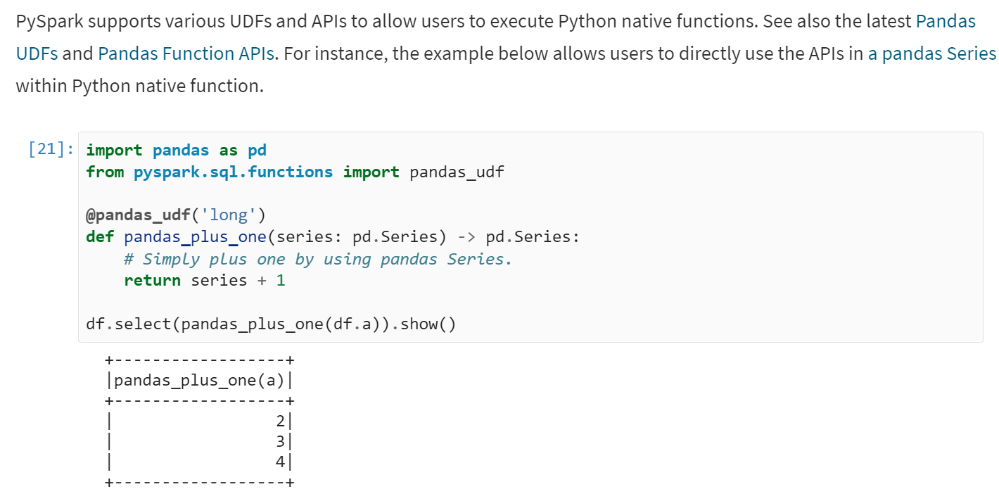 PySpark supports various UDFs and APIs to allow users to execute Python native functions. See also the latest Pandas
UDFs and Pandas Function APIs. For instance, the example below allows users to directly use the APIs in a pandas Series
within Python native function.
[21]: import pandas as pd
from pyspark.sql.functions import pandas_udf
@pandas_udf('long')
def pandas_plus_one(series: pd.Series) -> pd.Series:
    # Simply plus one by using pandas Series.
    return series + 1
df.select(pandas_plus_one(df.a)).show()
+------------------+
|pandas_plus_one(a)|
+------------------+
|                 2|
|                 3|
|                 4|
+------------------+